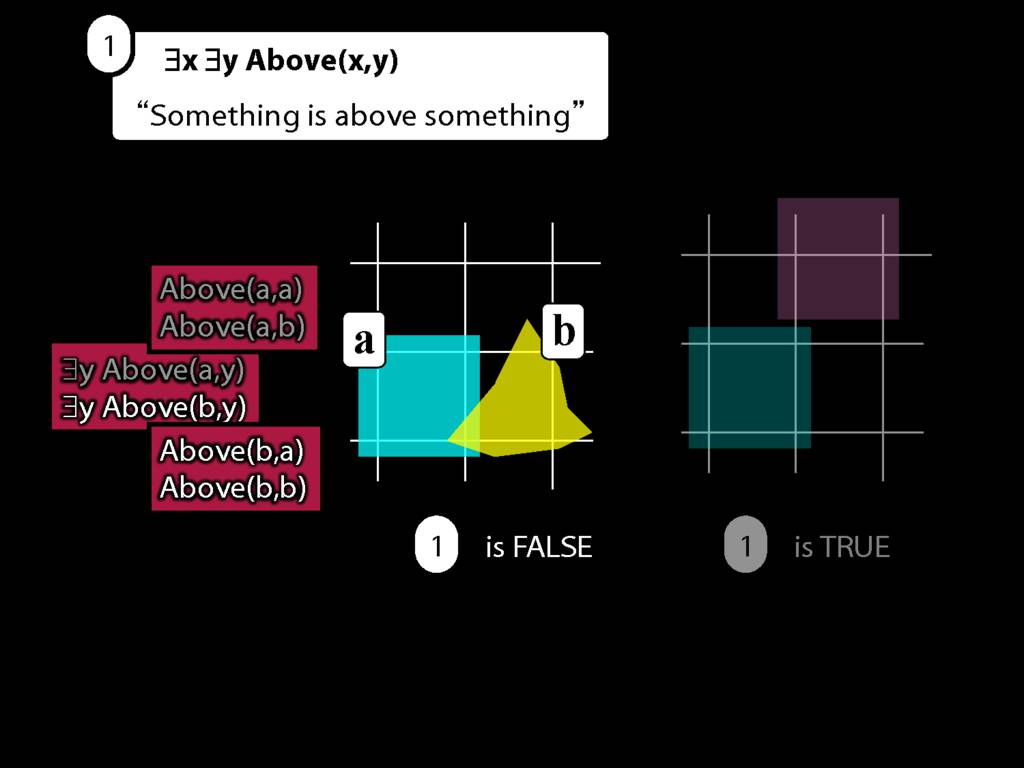 1
∃x ∃y Above(x,y)
“Something is above something”
Above(a,a)
Above(a,b)
∃y Above(a,y)
∃y Above(b,y)
Above(b,a)
Above(b,b)
a
b
1 is FALSE
1 is TRUE